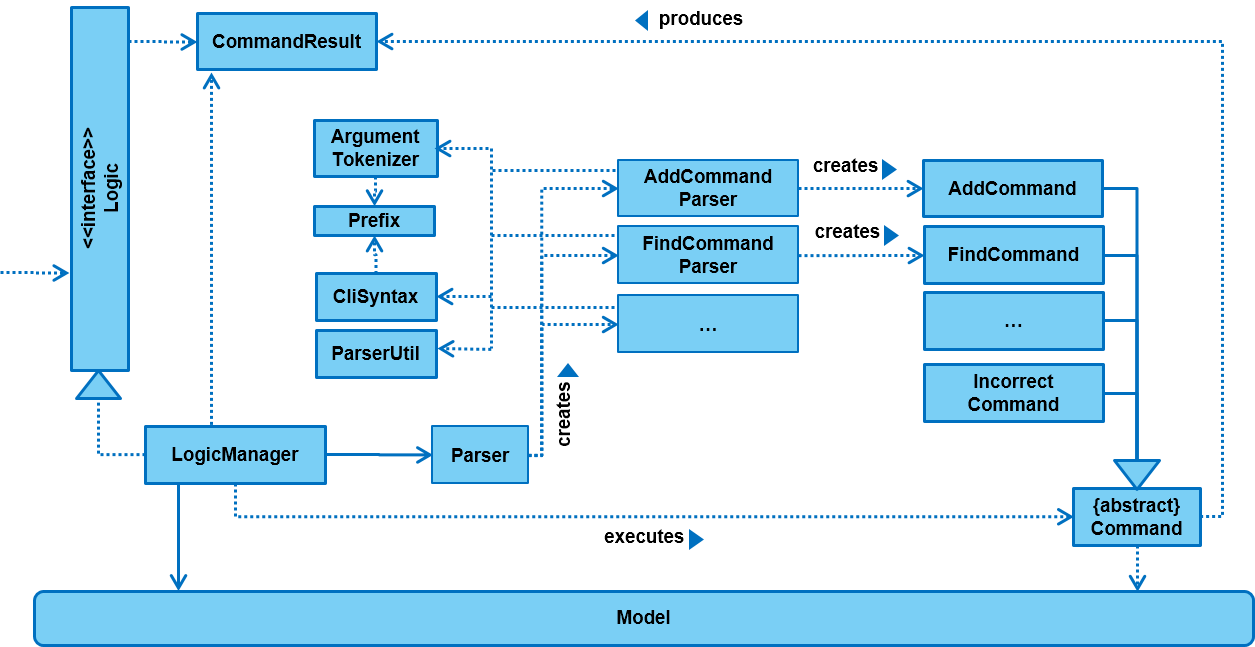 produces
CommandResult
<<interface>>
Logic
Argument
Tokenizer
Prefix
CliSyntax
ParserUtil
AddCommand
Parser
FindCommand
Parser
...
creates
creates
AddCommand
FindCommand
...
Incorrect
Command
creates
LogicManager
Parser
{abstract}
Command
executes
Model